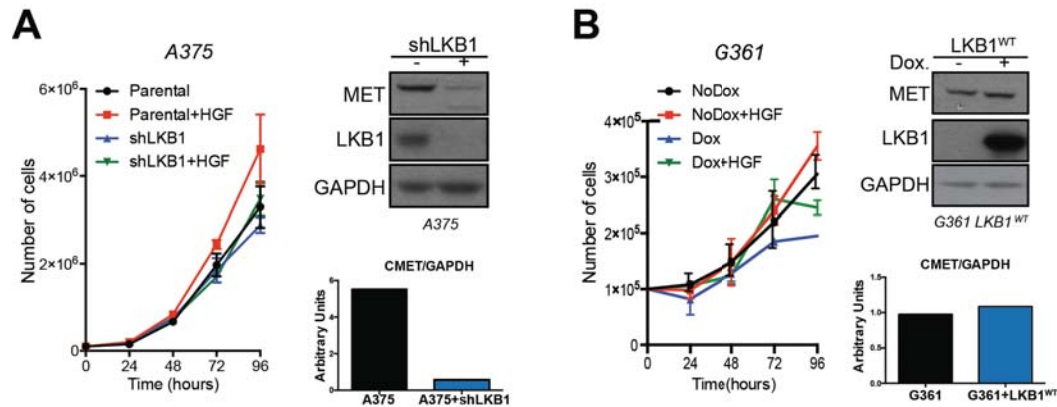 A
A375
Number of cells
6×10⁶
4×10⁶
2×10⁶
0
0 24 48 72 96
Time (hours)
Parental
Parental+HGF
shLKB1
shLKB1+HGF
shLKB1
- +
MET
LKB1
GAPDH
A375
CMET/GAPDH
Arbitrary Units
6
4
2
0
A375 A375+shLKB1
B
G361
Number of cells
4×10⁵
3×10⁵
2×10⁵
1×10⁵
0
0 24 48 72 96
Time(hours)
NoDox
NoDox+HGF
Dox
Dox+HGF
LKB1ᵂᵀ
Dox. - +
MET
LKB1
GAPDH
G361 LKB1ᵂᵀ
CMET/GAPDH
Arbitrary Units
1.5
1.0
0.5
0.0
G361 G361+LKB1ᵂᵀ